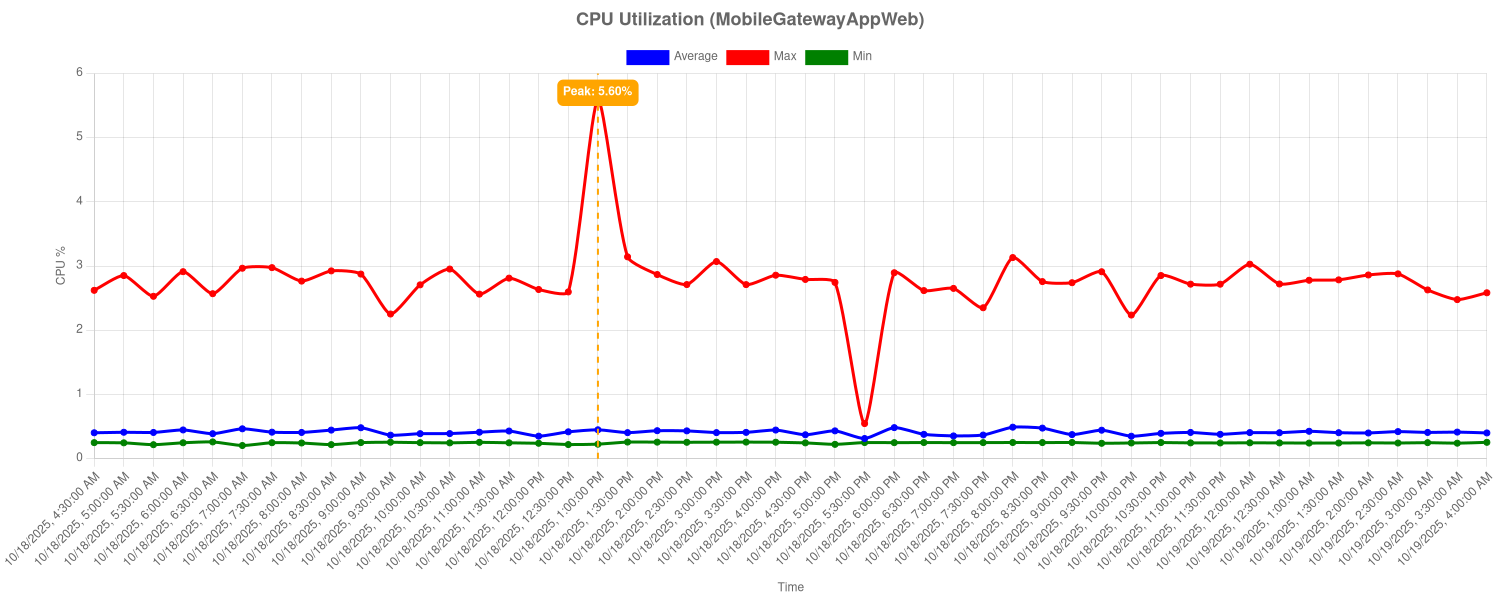 CPU Utilization (MobileGatewayAppWeb)
Average Max Min
Peak: 5.60%
6
5
4
3
2
1
0
CPU %
10/18/2025, 4:30:00 AM
10/18/2025, 5:00:00 AM
10/18/2025, 5:30:00 AM
10/18/2025, 6:00:00 AM
10/18/2025, 6:30:00 AM
10/18/2025, 7:00:00 AM
10/18/2025, 7:30:00 AM
10/18/2025, 8:00:00 AM
10/18/2025, 8:30:00 AM
10/18/2025, 9:00:00 AM
10/18/2025, 9:30:00 AM
10/18/2025, 10:00:00 AM
10/18/2025, 10:30:00 AM
10/18/2025, 11:00:00 AM
10/18/2025, 11:30:00 AM
10/18/2025, 12:00:00 PM
10/18/2025, 12:30:00 PM
10/18/2025, 1:00:00 PM
10/18/2025, 1:30:00 PM
10/18/2025, 2:00:00 PM
10/18/2025, 2:30:00 PM
10/18/2025, 3:00:00 PM
10/18/2025, 3:30:00 PM
10/18/2025, 4:00:00 PM
10/18/2025, 4:30:00 PM
10/18/2025, 5:00:00 PM
10/18/2025, 5:30:00 PM
10/18/2025, 6:00:00 PM
10/18/2025, 6:30:00 PM
10/18/2025, 7:00:00 PM
10/18/2025, 7:30:00 PM
10/18/2025, 8:00:00 PM
10/18/2025, 8:30:00 PM
10/18/2025, 9:00:00 PM
10/18/2025, 9:30:00 PM
10/18/2025, 10:00:00 PM
10/18/2025, 10:30:00 PM
10/18/2025, 11:00:00 PM
10/18/2025, 11:30:00 PM
10/19/2025, 12:00:00 AM
10/19/2025, 12:30:00 AM
10/19/2025, 1:00:00 AM
10/19/2025, 1:30:00 AM
10/19/2025, 2:00:00 AM
10/19/2025, 2:30:00 AM
10/19/2025, 3:00:00 AM
10/19/2025, 3:30:00 AM
10/19/2025, 4:00:00 AM
Time